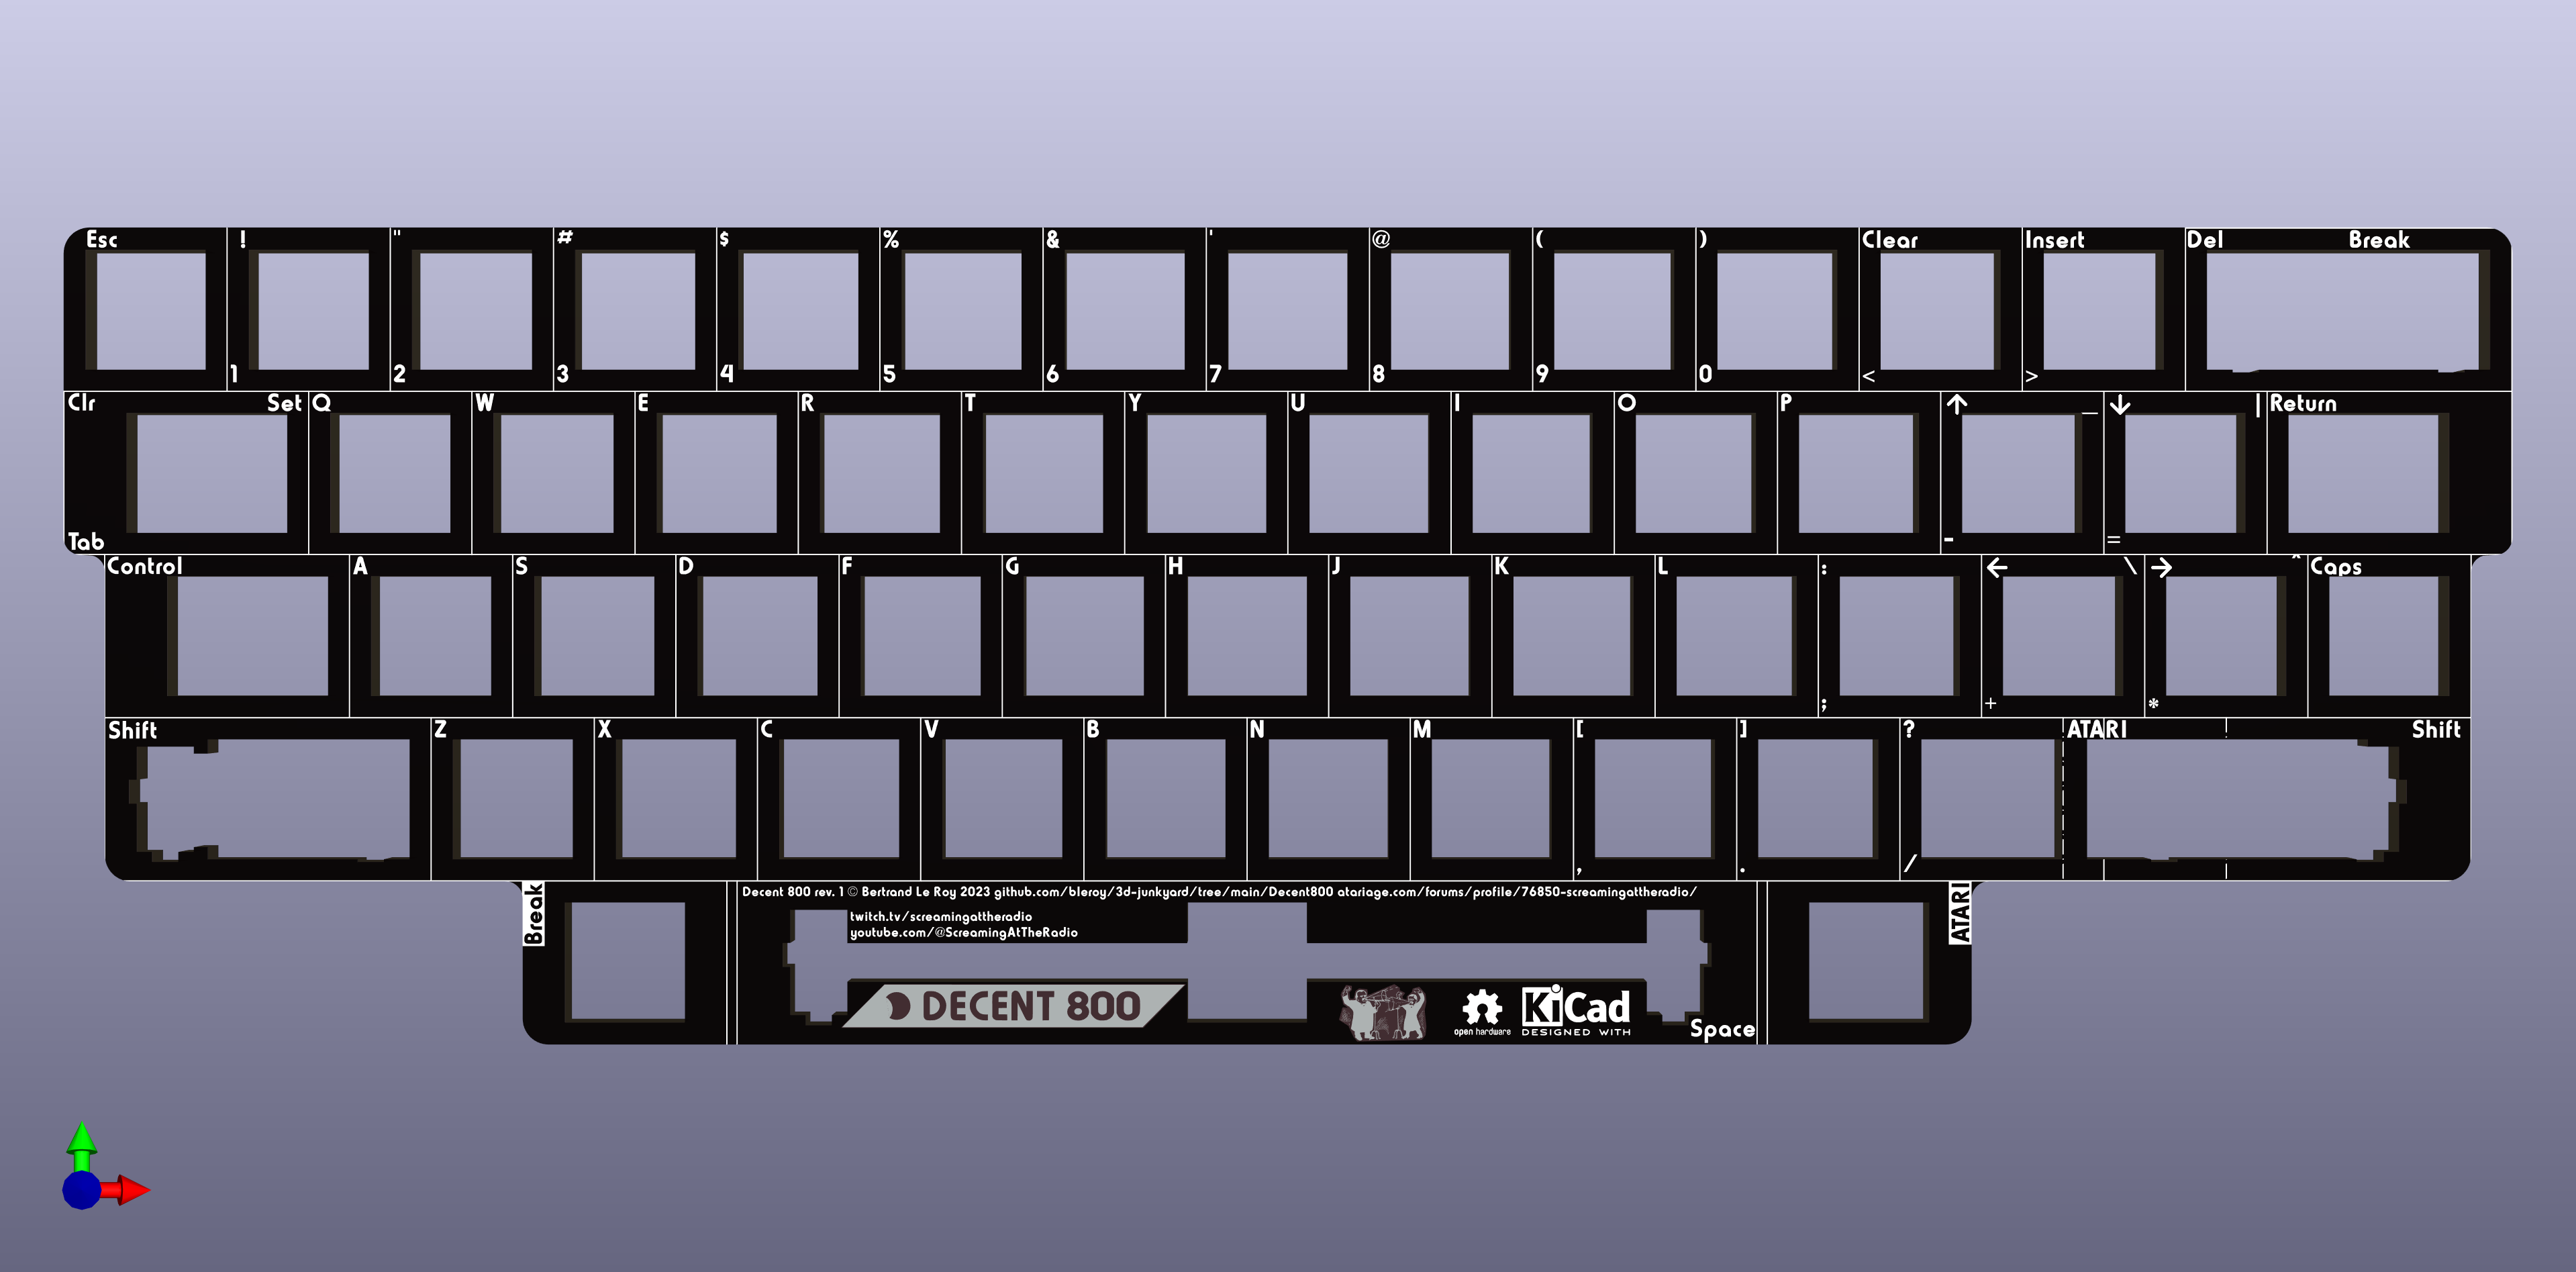 Esc ! " # $ % & ' @ ( ) Clear Insert Del Break
1 2 3 4 5 6 7 8 9 0 < >
Clr Set Q W E R T Y U I O P ↑ _ ↓ | Return
Tab - =
Control A S D F G H J K L : ← \ → ^ Caps
; + *
Shift Z X C V B N M [ ] ? ATARI Shift
, . /
Break
Decent 800 rev. 1 © Bertrand Le Roy 2023 github.com/bleroy/3d-junkyard/tree/main/Decent800 atariage.com/forums/profile/76850-screamingattheradio/
ATARI
twitch.tv/screamingattheradio
youtube.com/@ScreamingAtTheRadio
DECENT 800
open hardware
KiCad
DESIGNED WITH
Space